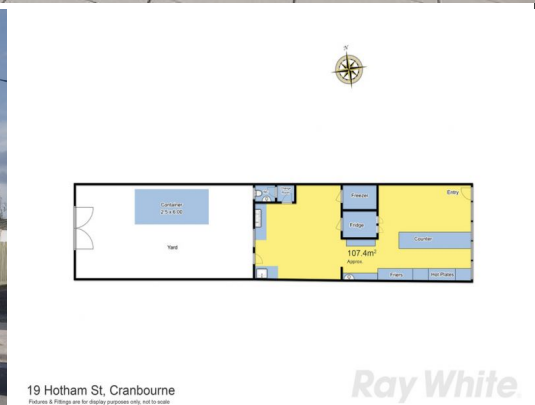 N
Container
2.5 x 6.00
Yard
Freezer
Fridge
Entry
Counter
107.4m²
Approx
Fryers
Hot Plates
19 Hotham St, Cranbourne
Fixtures & Fittings are for display purposes only, not to scale
Ray White.